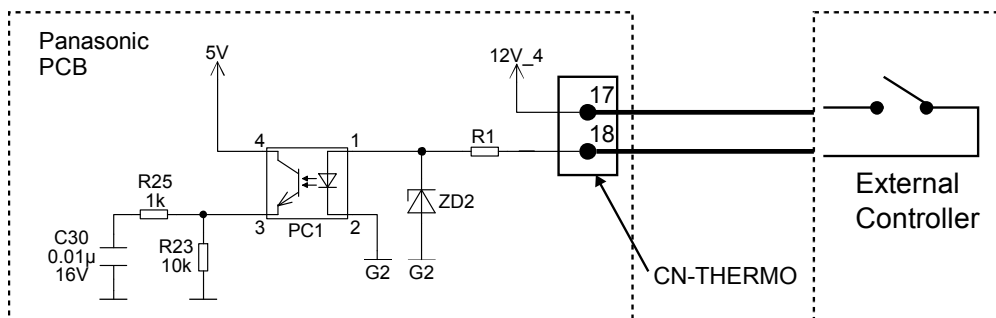 Panasonic
PCB
5V
12V_4
17
18
R1
4
1
ZD2
R25
1k
3
PC1
2
C30
0.01μ
16V
R23
10k
G2
G2
External
Controller
CN-THERMO